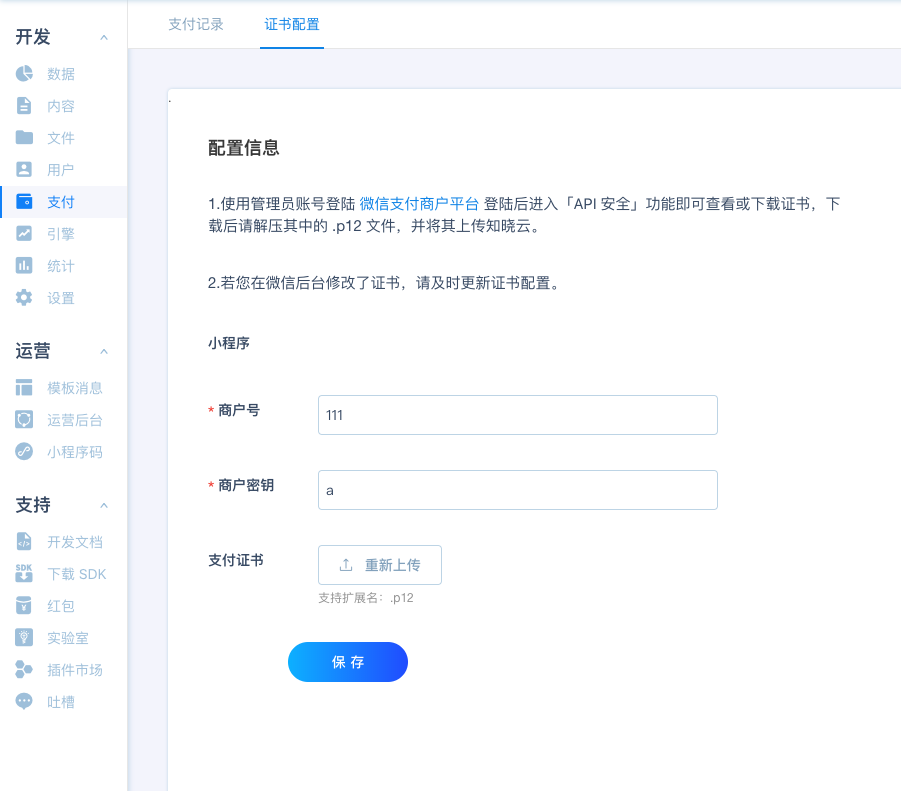 开发
数据
内容
文件
用户
支付
引擎
统计
设置
运营
模板消息
运营后台
小程序码
支持
开发文档
SDK
下载 SDK
红包
实验室
插件市场
吐槽
支付记录
证书配置
.
配置信息
1.使用管理员账号登陆 微信支付商户平台 登陆后进入「API 安全」功能即可查看或下载证书，下
载后请解压其中的 .p12 文件，并将其上传知晓云。
2.若您在微信后台修改了证书，请及时更新证书配置。
小程序
* 商户号
111
* 商户密钥
a
支付证书
重新上传
支持扩展名：.p12
保 存